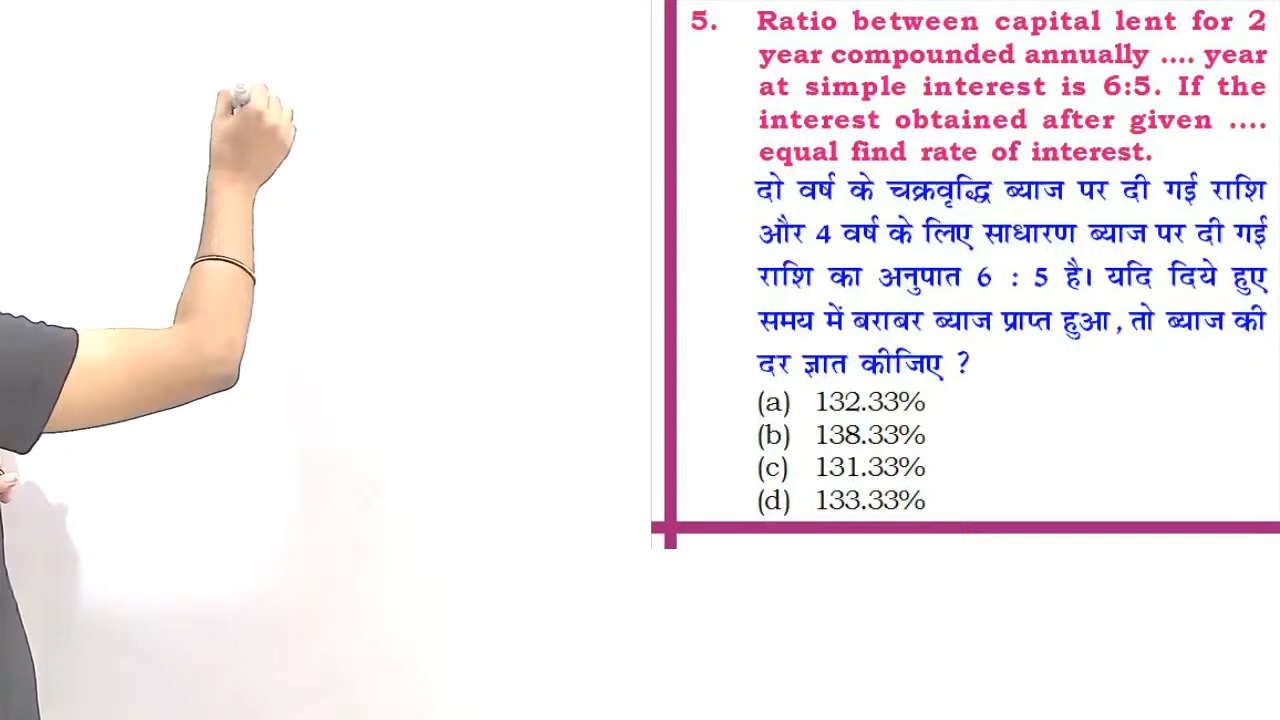 5. Ratio between capital lent for 2
year compounded annually .... year
at simple interest is 6:5. If the
interest obtained after given ....
equal find rate of interest.
दो वर्ष के चक्रवृद्धि ब्याज पर दी गई राशि
और 4 वर्ष के लिए साधारण ब्याज पर दी गई
राशि का अनुपात 6 : 5 है। यदि दिये हुए
समय में बराबर ब्याज प्राप्त हुआ, तो ब्याज की
दर ज्ञात कीजिए ?
(a) 132.33%
(b) 138.33%
(c) 131.33%
(d) 133.33%